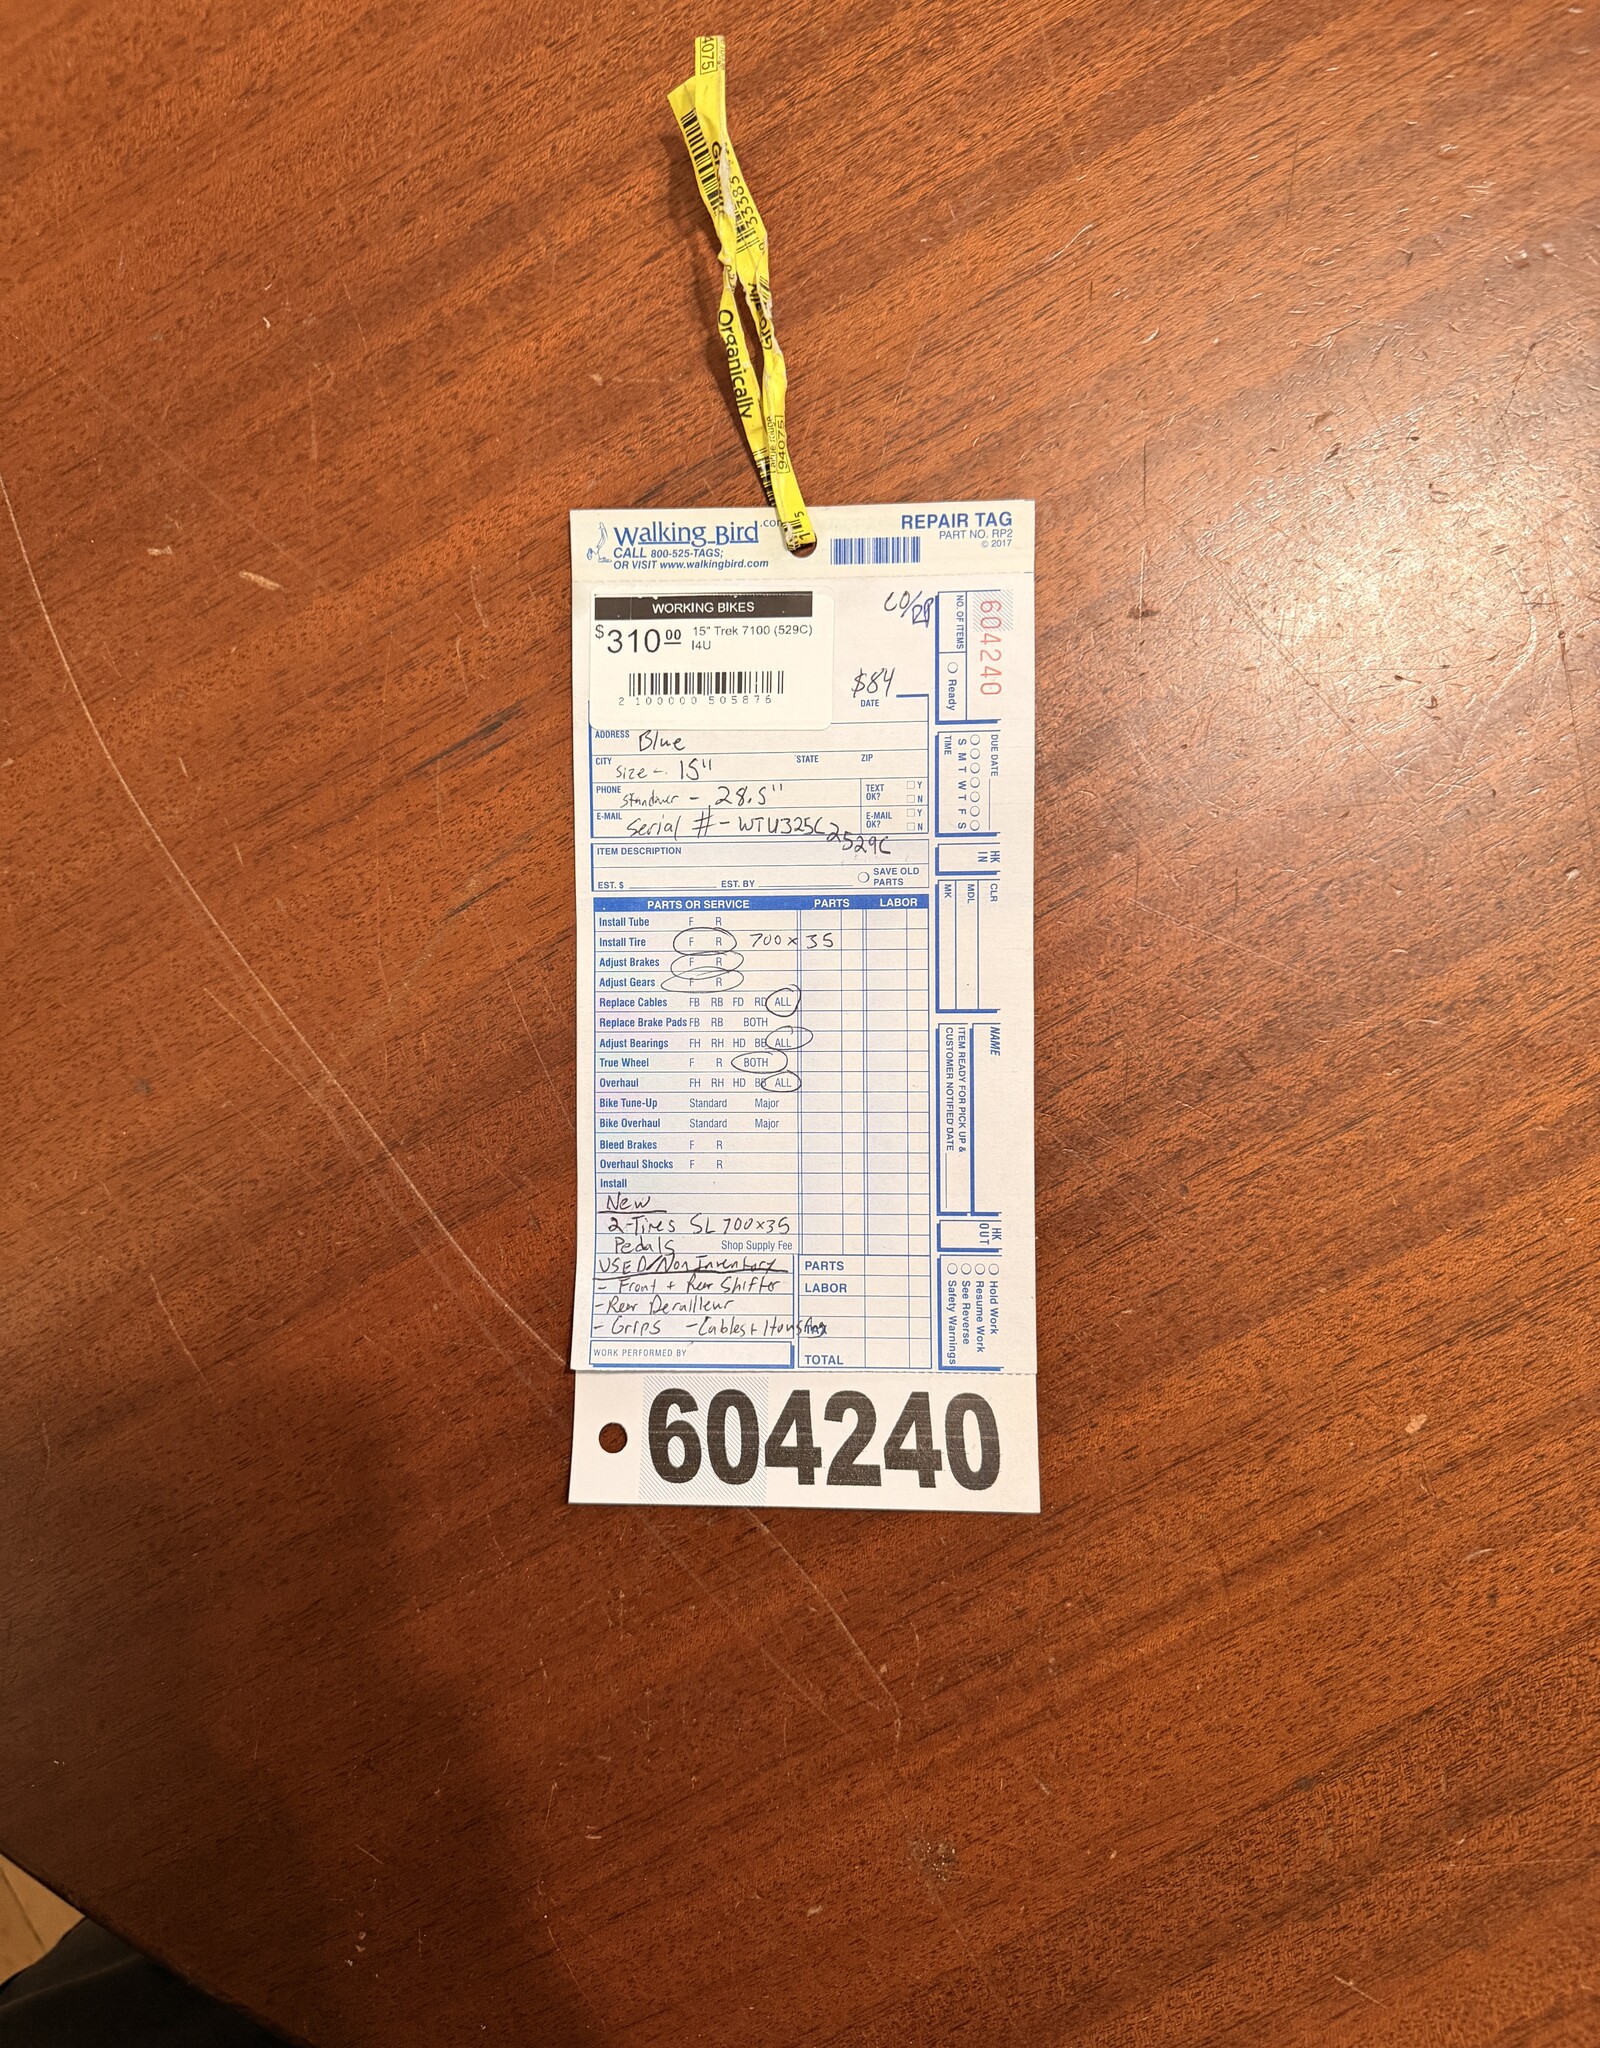 4075
Organically
94075
Walking Bird.com
CALL 800-525-TAGS;
OR VISIT www.walkingbird.com
REPAIR TAG
PART NO. RP2
© 2017
WORKING BIKES
$310.00 15" Trek 7100 (529C)
I4U
2 100000 505876
$84
DATE
ADDRESS Blue
CITY Size - 15" STATE ZIP
PHONE Standover - 28.5" TEXT OK? Y N
E-MAIL Serial # - WTU325C2529C E-MAIL OK? Y N
ITEM DESCRIPTION
EST. $ EST. BY SAVE OLD PARTS
PARTS OR SERVICE PARTS LABOR
Install Tube F R
Install Tire F R 700 x 35
Adjust Brakes F R
Adjust Gears F R
Replace Cables FB RB FD RD ALL
Replace Brake Pads FB RB BOTH
Adjust Bearings FH RH HD BB ALL
True Wheel F R BOTH
Overhaul FH RH HD BB ALL
Bike Tune-Up Standard Major
Bike Overhaul Standard Major
Bleed Brakes F R
Overhaul Shocks F R
Install
New
2-Tires SL 700x35
Pedals Shop Supply Fee
USED/Non Inventory PARTS
- Front + Rear Shifter LABOR
- Rear Derailleur
- Grips - Cables + Housing
WORK PERFORMED BY TOTAL
604240
NO. OF ITEMS
Ready
DUE DATE
S M T W T F S
TIME
HK IN
CLR
MDL
MK
NAME
ITEM READY FOR PICK UP &
CUSTOMER NOTIFIED DATE
HK OUT
Hold Work
Resume Work
See Reverse
Safety Warnings
604240